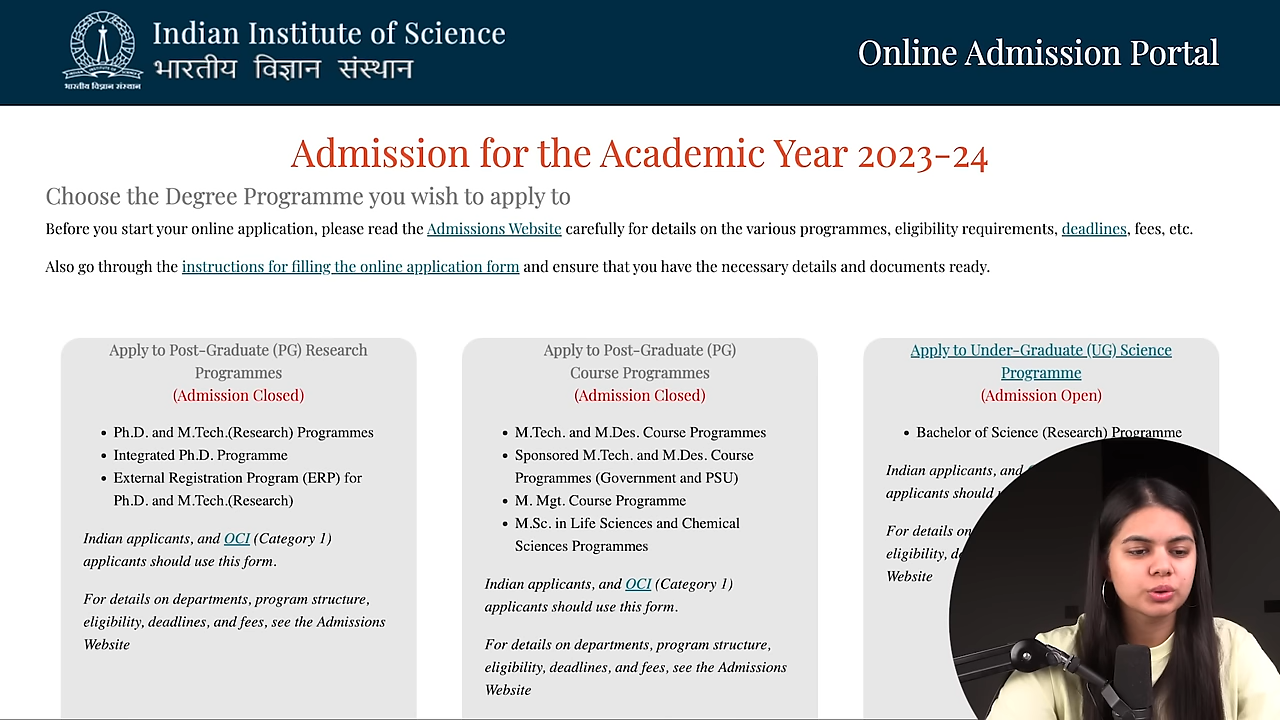 Indian Institute of Science
भारतीय विज्ञान संस्थान
भारतीय विज्ञान संस्थान
Online Admission Portal
Admission for the Academic Year 2023-24
Choose the Degree Programme you wish to apply to
Before you start your online application, please read the Admissions Website carefully for details on the various programmes, eligibility requirements, deadlines, fees, etc.
Also go through the instructions for filling the online application form and ensure that you have the necessary details and documents ready.
Apply to Post-Graduate (PG) Research
Programmes
(Admission Closed)
• Ph.D. and M.Tech.(Research) Programmes
• Integrated Ph.D. Programme
• External Registration Program (ERP) for
Ph.D. and M.Tech.(Research)
Indian applicants, and OCI (Category 1)
applicants should use this form.
For details on departments, program structure,
eligibility, deadlines, and fees, see the Admissions
Website
Apply to Post-Graduate (PG)
Course Programmes
(Admission Closed)
• M.Tech. and M.Des. Course Programmes
• Sponsored M.Tech. and M.Des. Course
Programmes (Government and PSU)
• M. Mgt. Course Programme
• M.Sc. in Life Sciences and Chemical
Sciences Programmes
Indian applicants, and OCI (Category 1)
applicants should use this form.
For details on departments, program structure,
eligibility, deadlines, and fees, see the Admissions
Website
Apply to Under-Graduate (UG) Science
Programme
(Admission Open)
• Bachelor of Science (Research) Programme
Indian applicants, and
applicants should
For details on
eligibility,
Website